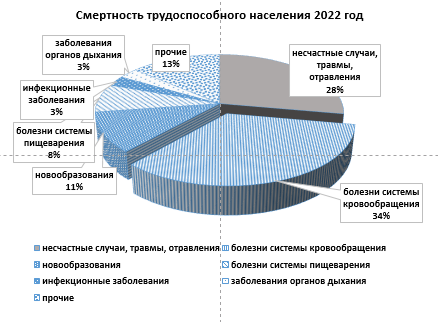 Смертность трудоспособного населения 2022 год
заболевания
органов дыхания
3%
прочие
13%
несчастные случаи,
травмы,
отравления
28%
инфекционные
заболевания
3%
болезни системы
пищеварения
8%
новообразования
11%
болезни системы
кровообращения
34%
несчастные случаи, травмы, отравления
болезни системы кровообращения
новообразования
болезни системы пищеварения
инфекционные заболевания
заболевания органов дыхания
прочие